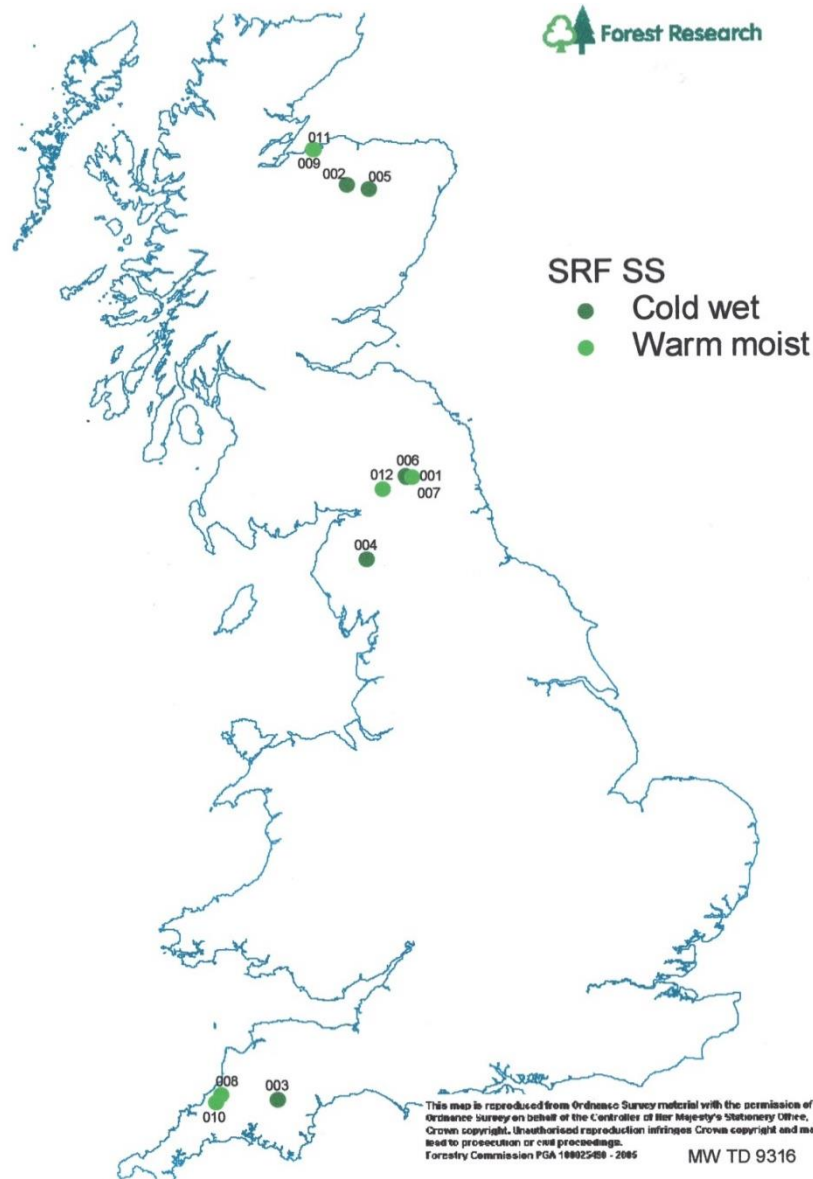 Forest Research
011
009
002
005
SRF SS
Cold wet
Warm moist
006
012
001
007
004
008
003
010
This map is reproduced from Ordnance Survey material with the permission of
Ordnance Survey on behalf of the Controller of Her Majesty's Stationery Office,
Crown copyright. Unauthorised reproduction infringes Crown copyright and ma
lead to prosecution or civil proceedings.
Forestry Commission PGA 100025498 - 2005
MW TD 9316